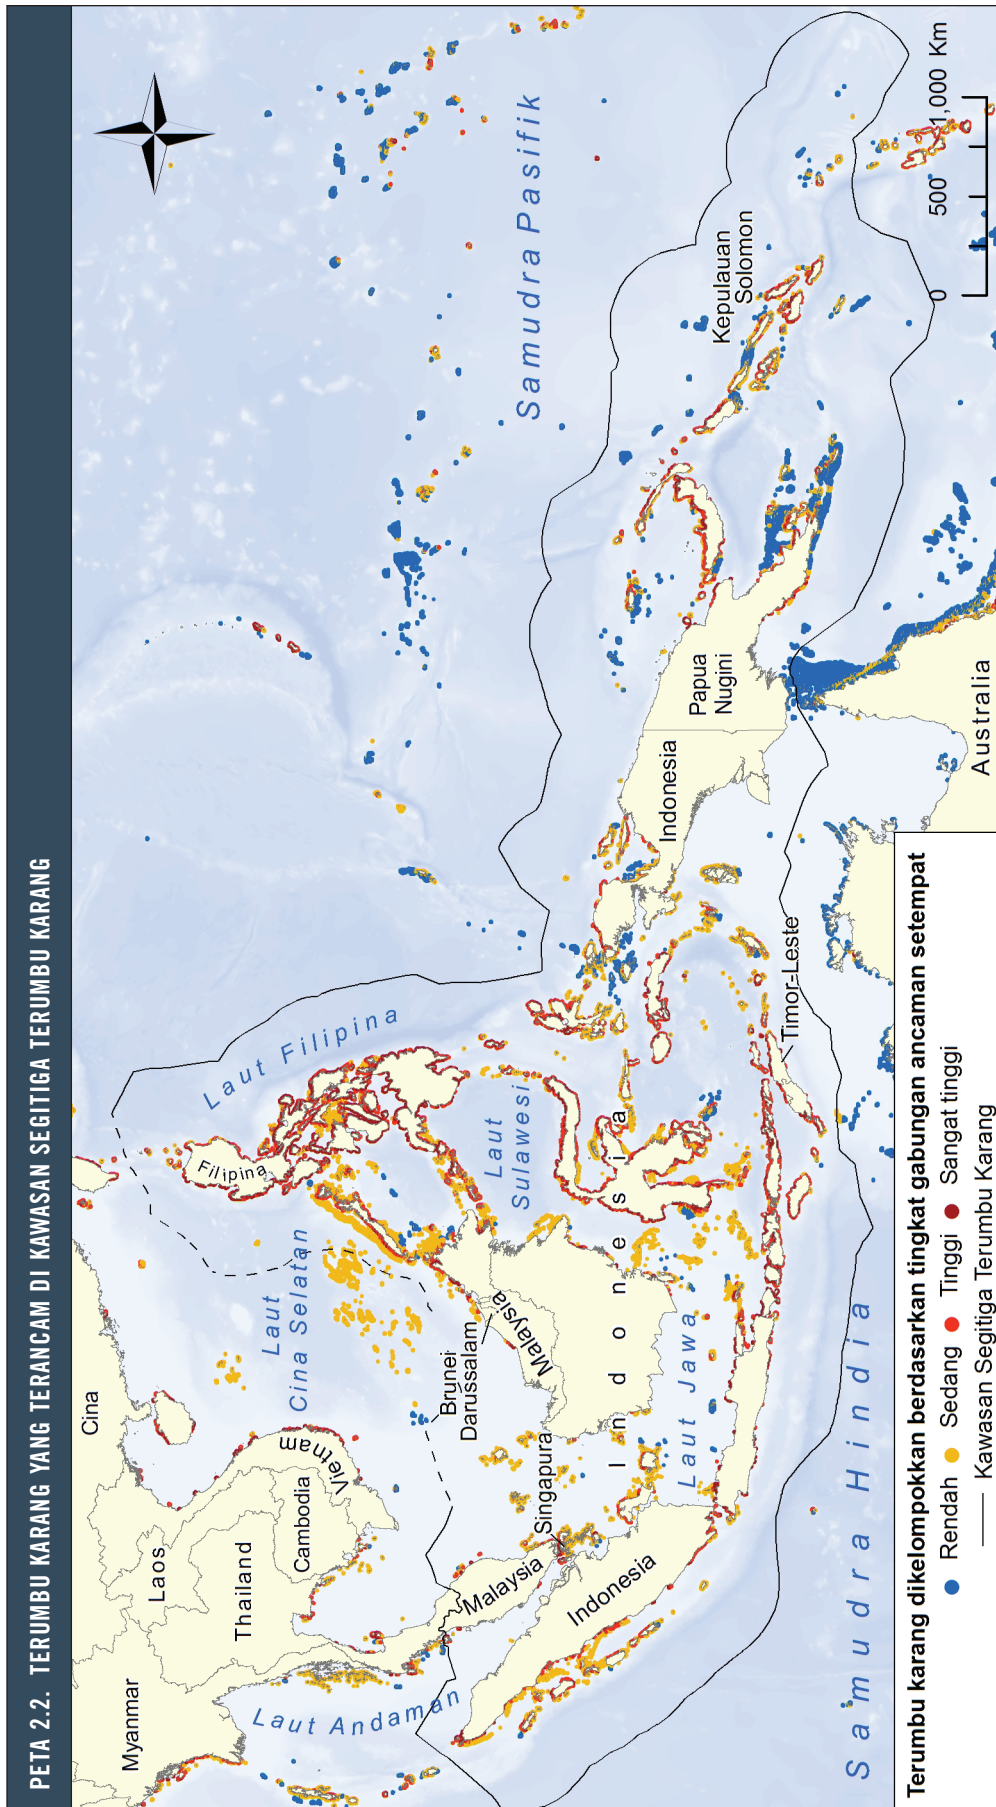 PETA 2.2. TERUMBU KARANG YANG TERANCAM DI KAWASAN SEGITIGA TERUMBU KARANG
Myanmar
Laos
Cina
Thailand
Cambodia
Vietnam
Laut Andaman
Laut
Cina Selatan
Filipina
Laut Filipina
Samudra Pasifik
Malaysia
Singapura
Brunei
Darussalam
Malaysia
Laut
Sulawesi
Indonesia
Indonesia
Laut Jawa
Indonesia
Papua
Nugini
Kepulauan
Solomon
Timor-Leste
Samudra Hindia
Australia
0 500 1,000 Km
Terumbu karang dikelompokkan berdasarkan tingkat gabungan ancaman setempat
Rendah Sedang Tinggi Sangat tinggi
Kawasan Segitiga Terumbu Karang